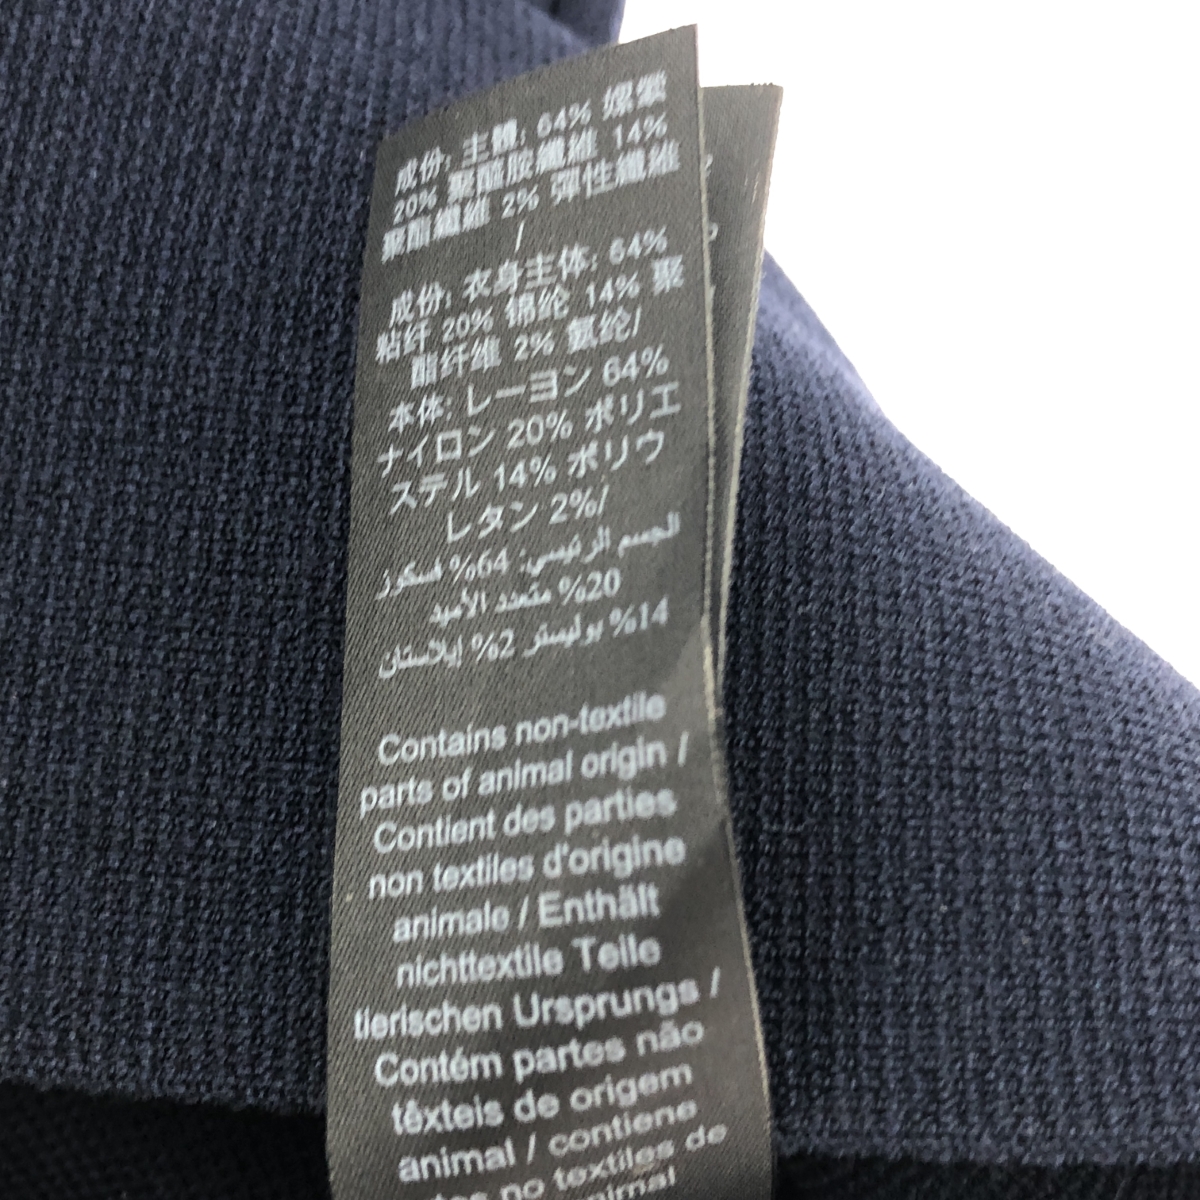 成份: 主體: 64% 嫘縈
20% 聚醯胺纖維 14%
聚酯纖維 2% 彈性纖維
/
成份: 衣身主体: 64%
粘纤 20% 锦纶 14% 聚
酯纤维 2% 氨纶/
本体: レーヨン 64%
ナイロン 20% ポリエ
ステル 14% ポリウ
レタン 2%/
الجسم الرئيسي: 64% فسكوز
20% متعدد الأميد
14% بوليستر 2% إيلاستان
Contains non-textile
parts of animal origin /
Contient des parties
non textiles d'origine
animale / Enthält
nichttextile Teile
tierischen Ursprungs /
Contém partes não
têxteis de origem
animal / contiene
no textiles de